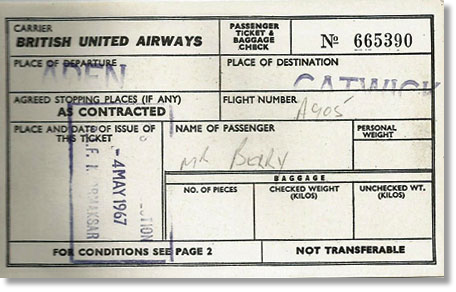 CARRIER
BRITISH UNITED AIRWAYS
PASSENGER
TICKET &
BAGGAGE
CHECK
No 665390
PLACE OF DEPARTURE
ADEN
PLACE OF DESTINATION
GATWICK
AGREED STOPPING PLACES (IF ANY)
AS CONTRACTED
FLIGHT NUMBER
A905
PLACE AND DATE OF ISSUE OF
THIS TICKET
-4 MAY 1967
NAME OF PASSENGER
MR BERRY
PERSONAL
WEIGHT
BAGGAGE
NO. OF PIECES
CHECKED WEIGHT
(KILOS)
UNCHECKED WT.
(KILOS)
FOR CONDITIONS SEE PAGE 2
NOT TRANSFERABLE